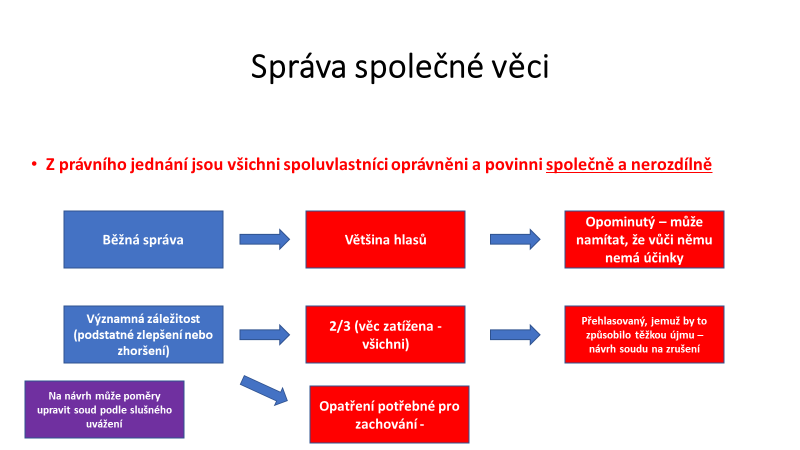 Správa společné věci
• Z právního jednání jsou všichni spoluvlastníci oprávněni a povinni společně a nerozdílně
Běžná správa
Většina hlasů
Opominutý – může
namítat, že vůči němu
nemá účinky
Významná záležitost
(podstatné zlepšení nebo
zhoršení)
2/3 (věc zatížena -
všichni)
Přehlasovaný, jemuž by to
způsobilo těžkou újmu –
návrh soudu na zrušení
Na návrh může poměry
upravit soud podle slušného
uvážení
Opatření potřebné pro
zachování -